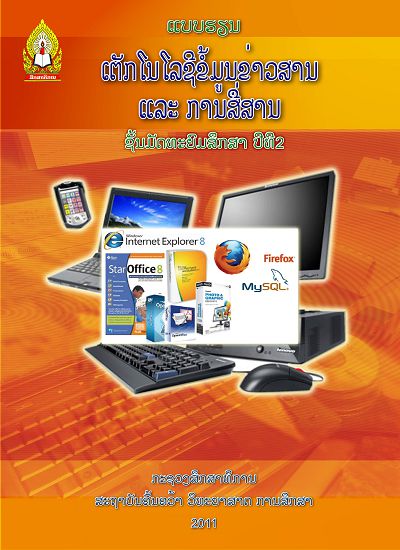 ແບບຮຽນ
ເຕັກໂນໂລຊີຂໍ້ມູນຂ່າວສານ
ແລະ ການສື່ສານ
ຊັ້ນມັດທະຍົມສຶກສາ ປີທີ2
Windows
Internet Explorer 8
Firefox
MySQL
StarOffice 8
PHOTO &
GRAPHIC
lenovo
ກະຊວງສຶກສາທິການ
ສະຖາບັນຄົ້ນຄວ້າ ວິທະຍາສາດ ການສຶກສາ
2011